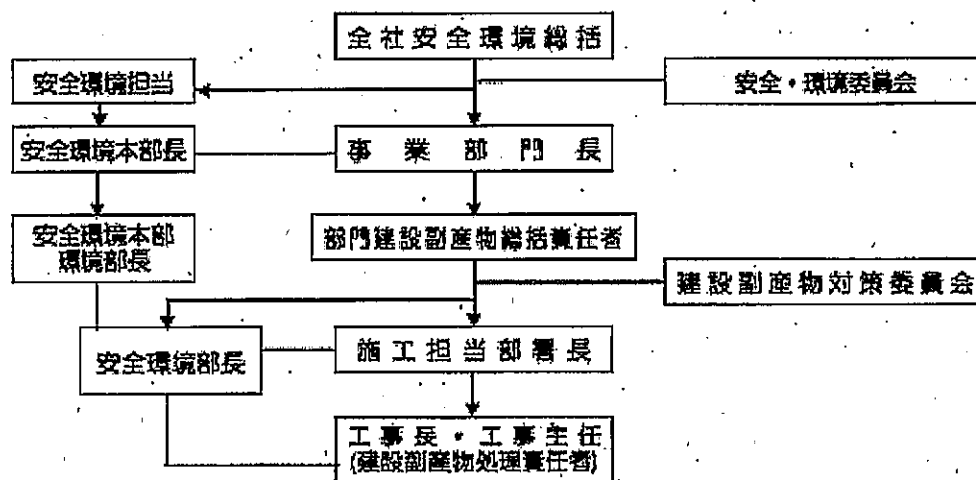 全社安全環境総括
安全環境担当
安全・環境委員会
安全環境本部長
事業部門長
安全環境本部
環境部長
部門建設副産物総括責任者
建設副産物対策委員会
安全環境部長
施工担当部署長
工事長・工事主任
(建設副産物処理責任者)